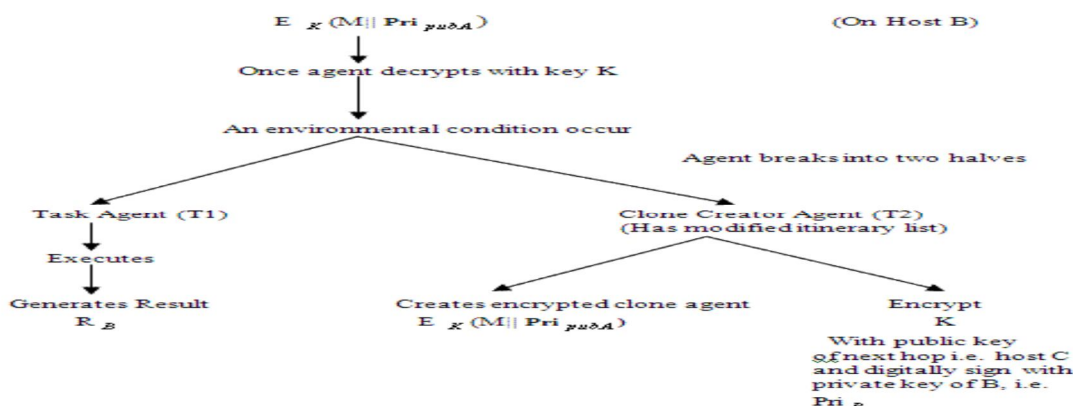 E K (M|| Pri pubA)
(On Host B)
Once agent decrypts with key K
An environmental condition occur
Agent breaks into two halves
Task Agent (T1)
Executes
Generates Result
R B
Clone Creator Agent (T2)
(Has modified itinerary list)
Creates encrypted clone agent
E K (M|| Pri pubA)
Encrypt
K
With public key
of next hop i.e. host C
and digitally sign with
private key of B, i.e.
Pri B